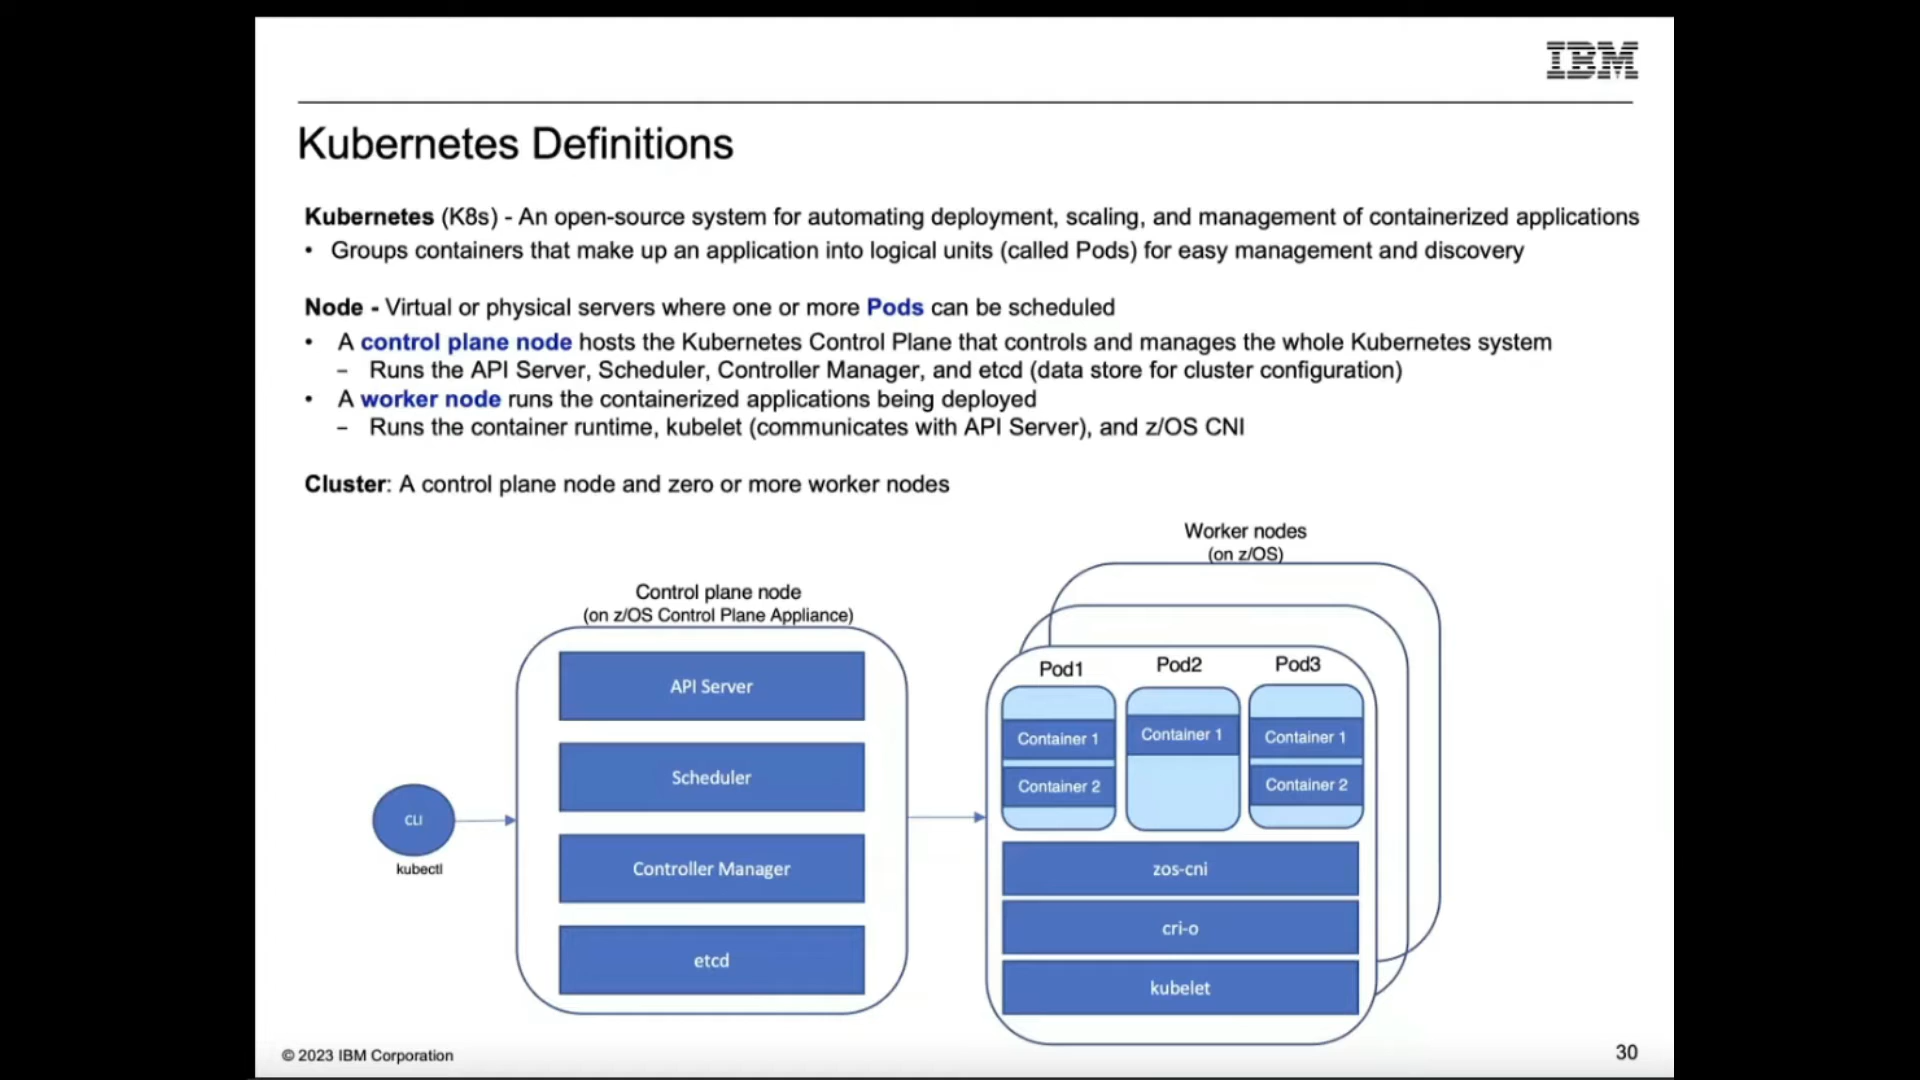 IBM
Kubernetes Definitions
Kubernetes (K8s) - An open-source system for automating deployment, scaling, and management of containerized applications
• Groups containers that make up an application into logical units (called Pods) for easy management and discovery
Node - Virtual or physical servers where one or more Pods can be scheduled
• A control plane node hosts the Kubernetes Control Plane that controls and manages the whole Kubernetes system
– Runs the API Server, Scheduler, Controller Manager, and etcd (data store for cluster configuration)
• A worker node runs the containerized applications being deployed
– Runs the container runtime, kubelet (communicates with API Server), and z/OS CNI
Cluster: A control plane node and zero or more worker nodes
CLI
kubectl
Control plane node
(on z/OS Control Plane Appliance)
API Server
Scheduler
Controller Manager
etcd
Worker nodes
(on z/OS)
Pod1
Container 1
Container 2
Pod2
Container 1
Pod3
Container 1
Container 2
zos-cni
cri-o
kubelet
© 2023 IBM Corporation
30